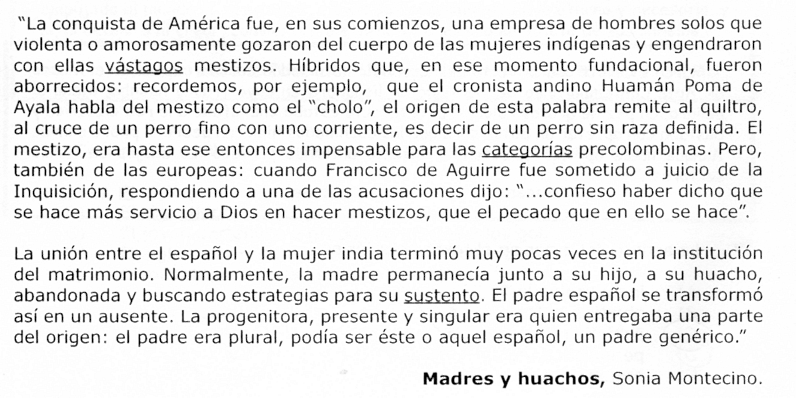 “La conquista de América fue, en sus comienzos, una empresa de hombres solos que
violenta o amorosamente gozaron del cuerpo de las mujeres indígenas y engendraron
con ellas vástagos mestizos. Híbridos que, en ese momento fundacional, fueron
aborrecidos: recordemos, por ejemplo, que el cronista andino Huamán Poma de
Ayala habla del mestizo como el “cholo”, el origen de esta palabra remite al quiltro,
al cruce de un perro fino con uno corriente, es decir de un perro sin raza definida. El
mestizo, era hasta ese entonces impensable para las categorías precolombinas. Pero,
también de las europeas: cuando Francisco de Aguirre fue sometido a juicio de la
Inquisición, respondiendo a una de las acusaciones dijo: “...confieso haber dicho que
se hace más servicio a Dios en hacer mestizos, que el pecado que en ello se hace”.
La unión entre el español y la mujer india terminó muy pocas veces en la institución
del matrimonio. Normalmente, la madre permanecía junto a su hijo, a su huacho,
abandonada y buscando estrategias para su sustento. El padre español se transformó
así en un ausente. La progenitora, presente y singular era quien entregaba una parte
del origen: el padre era plural, podía ser éste o aquel español, un padre genérico.”
Madres y huachos, Sonia Montecino.